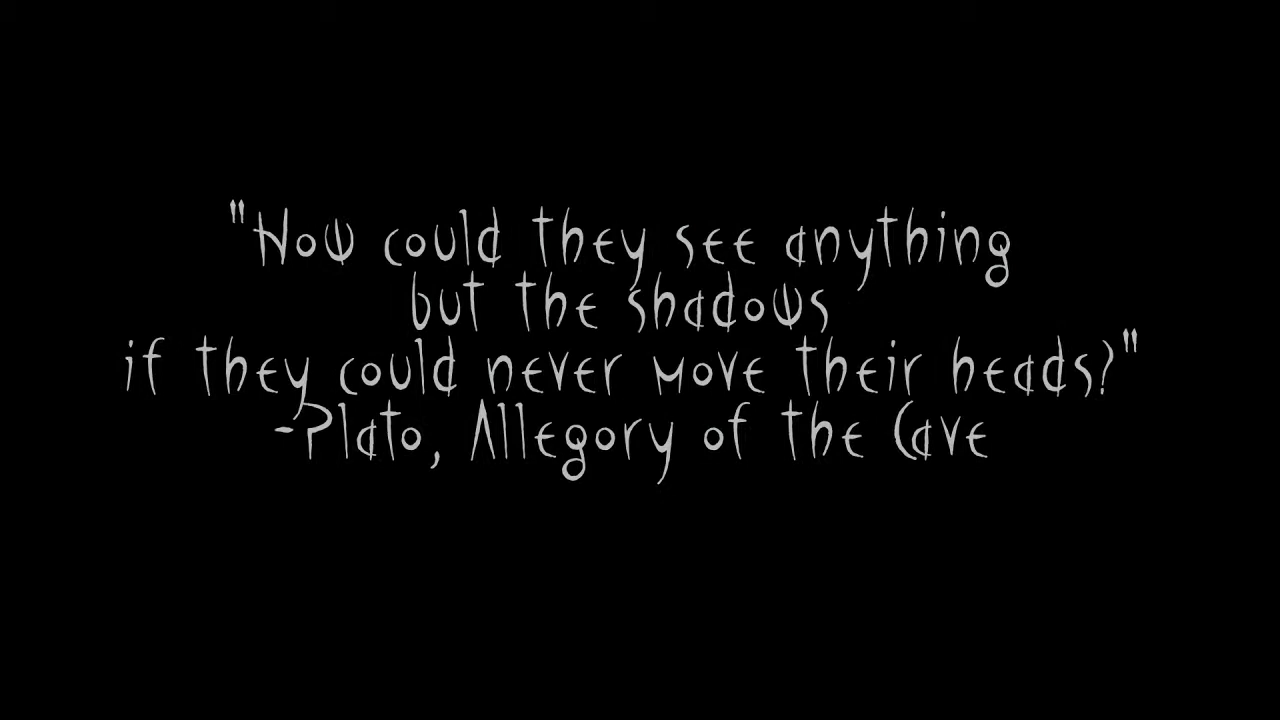 "How could they see anything
but the shadows
if they could never move their heads?"
-Plato, Allegory of the Cave